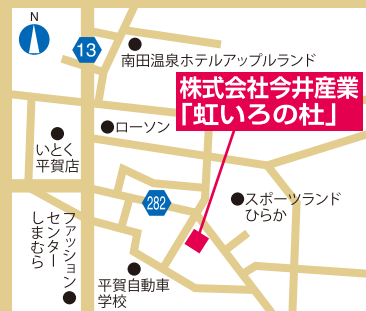 N
13
南田温泉ホテルアップルランド
株式会社今井産業
「虹いろの杜」
ローソン
いとく
平賀店
282
スポーツランド
ひらか
ファッション
センター
しまむら
平賀自動車
学校